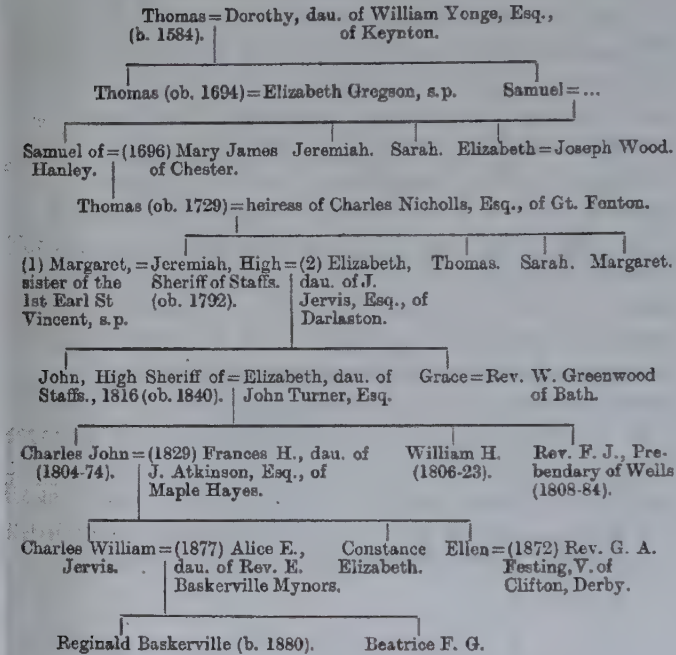 Thomas = Dorothy, dau. of William Yonge, Esq.,
(b. 1584). of Keynton.
Thomas (ob. 1694) = Elizabeth Gregson, s.p. Samuel = ...
Samuel of = (1696) Mary James Jeremiah. Sarah. Elizabeth = Joseph Wood.
Hanley. of Chester.
Thomas (ob. 1729) = heiress of Charles Nicholls, Esq., of Gt. Fenton.
(1) Margaret, = Jeremiah, High = (2) Elizabeth, Thomas. Sarah. Margaret.
sister of the Sheriff of Staffs. dau. of J.
1st Earl St (ob. 1792). Jervis, Esq., of
Vincent, s.p. Darlaston.
John, High Sheriff of = Elizabeth, dau. of Grace = Rev. W. Greenwood
Staffs., 1816 (ob. 1840). John Turner, Esq. of Bath.
Charles John = (1829) Frances H., dau. of William H. Rev. F. J., Pre-
(1804-74). J. Atkinson, Esq., of (1806-23). bendary of Wells
Maple Hayes. (1808-84).
Charles William = (1877) Alice E., Constance Ellen = (1872) Rev. G. A.
Jervis. dau. of Rev. E. Elizabeth. Festing, V. of
Baskerville Mynors. Clifton, Derby.
Reginald Baskerville (b. 1880). Beatrice F. G.